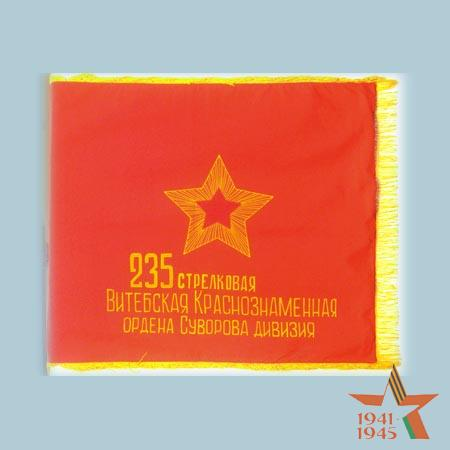 235 стрелковая
Витебская Краснознаменная
ордена Суворова дивизия
1941-
1945